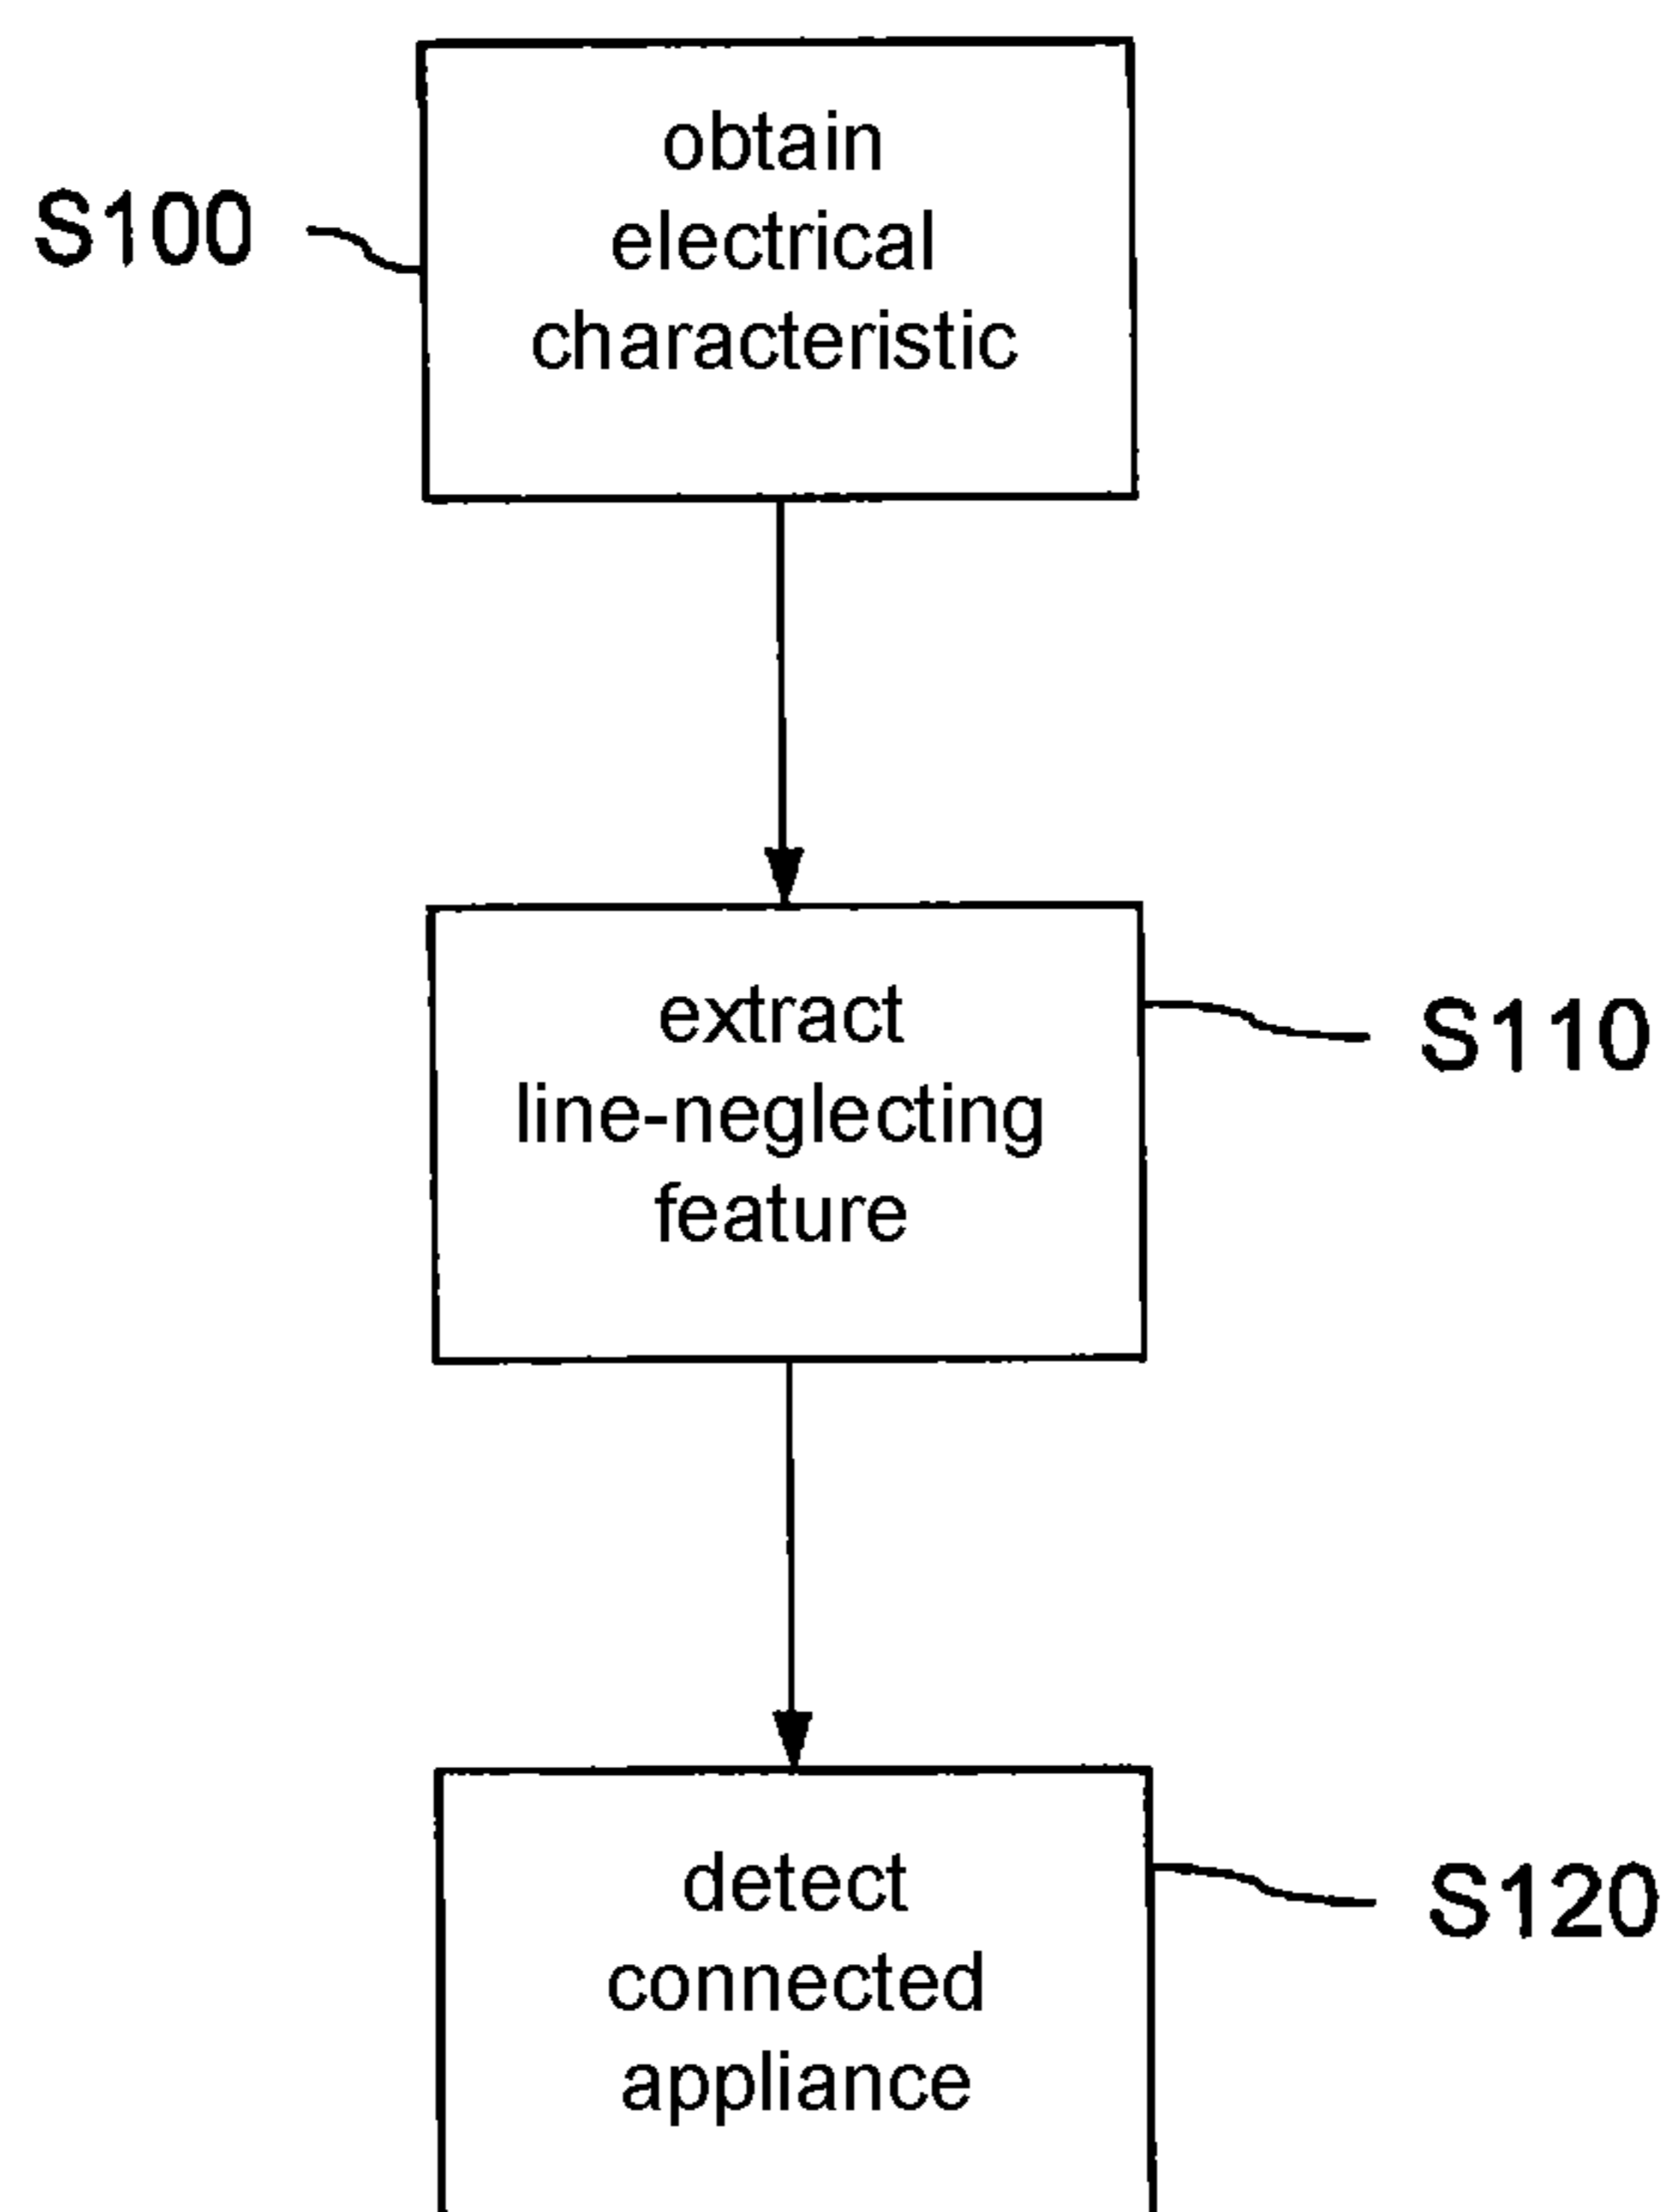 obtain
electrical
characteristic
S100
extract
line-neglecting
feature
S110
detect
connected
appliance
S120